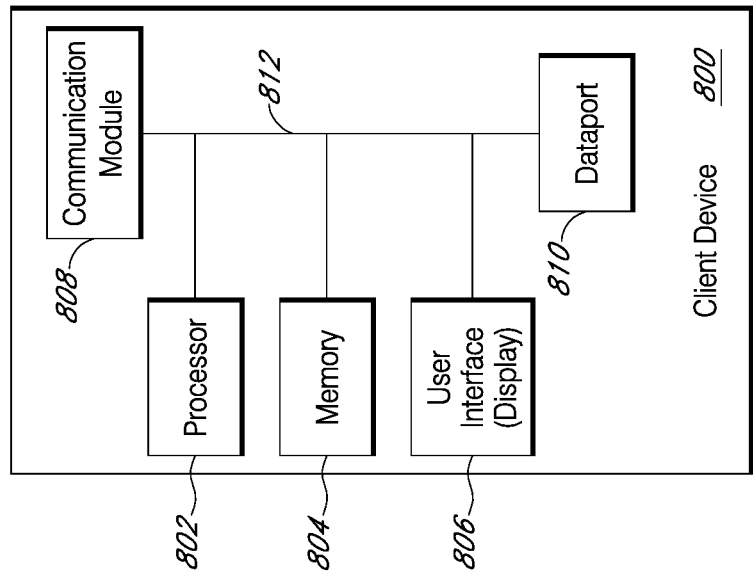 802
Processor
804
Memory
806
User
Interface
(Display)
808
Communication
Module
812
810
Dataport
Client Device
800